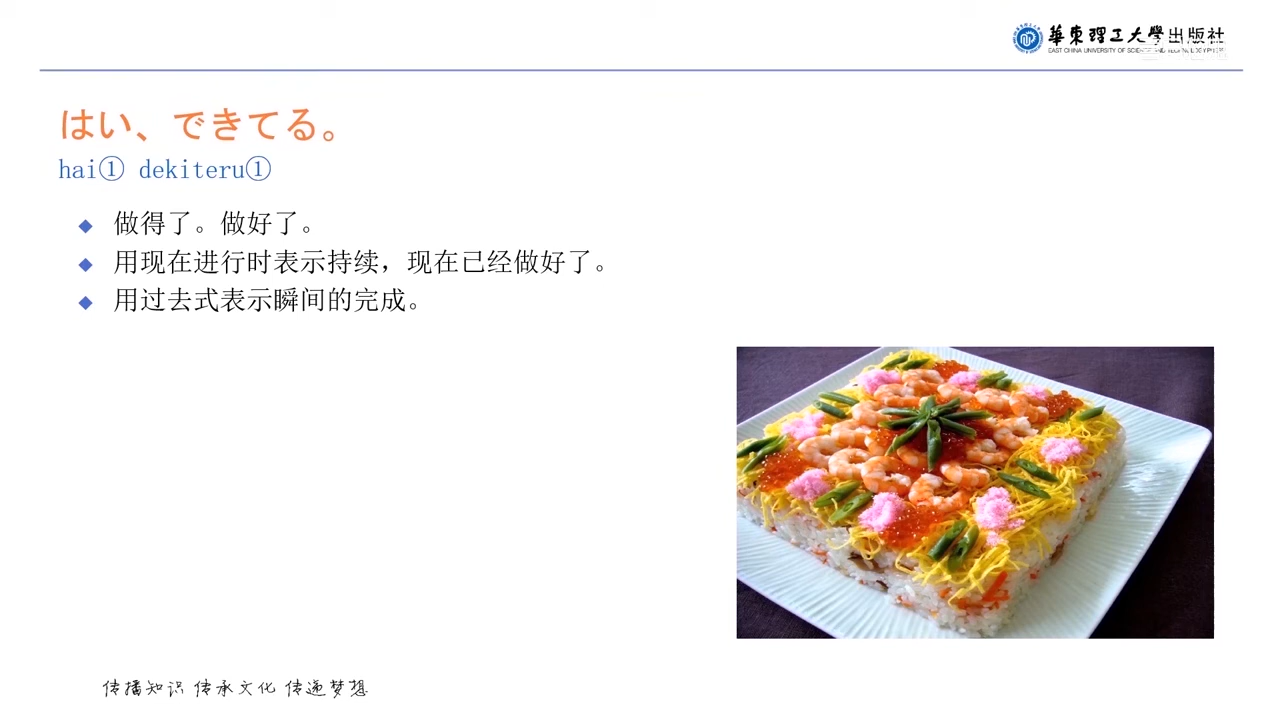 華東理工大學出版社
はい、できてる。
hai① dekiteru①
做得了。做好了。
用现在进行时表示持续，现在已经做好了。
用过去式表示瞬间的完成。
传播知识 传承文化 传递梦想